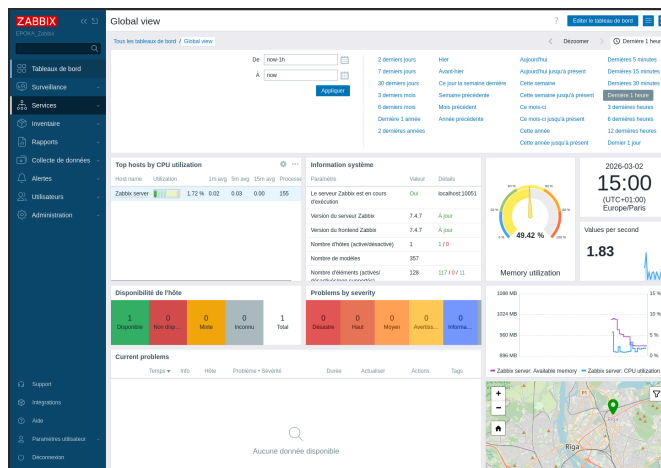 ZABBIX
EPOKA_Zabbix
Tableaux de bord
Surveillance
Services
Inventaire
Rapports
Collecte de données
Alertes
Utilisateurs
Administration
Support
Intégrations
Aide
Paramètres utilisateur
Déconnexion
Global view
? Editer le tableau de bord
Tous les tableaux de bord / Global view
Dézoomer
Dernière 1 heure
De now-1h
À now
Appliquer
2 derniers jours Hier Aujourd'hui Dernières 5 minutes
7 derniers jours Avant-hier Aujourd'hui jusqu'à présent Dernières 15 minutes
30 derniers jours Ce jour la semaine dernière Cette semaine Dernières 30 minutes
3 derniers mois Semaine précédente Cette semaine jusqu'à présent Dernière 1 heure
6 derniers mois Mois précédent Ce mois-ci 3 dernières heures
Dernière 1 année Année précédente Ce mois-ci jusqu'à présent 6 dernières heures
2 dernières années Cette année 12 dernières heures
Cette année jusqu'à présent Dernier 1 jour
Top hosts by CPU utilization
Host name Utilization 1m avg 5m avg 15m avg Processes
Zabbix server 1.72 % 0.02 0.03 0.00 155
Information système
Paramètre Valeur Détails
Le serveur Zabbix est en cours Oui localhost:10051
d'exécution
Version du serveur Zabbix 7.4.7 À jour
Version du frontend Zabbix 7.4.7 À jour
Nombre d'hôtes (activé/désactivé) 1 1 / 0
Nombre de modèles 357
Nombre d'éléments (activés/ 128 117 / 0 / 11
49.42 %
Memory utilization
2026-03-02
15:00
(UTC+01:00)
Europe/Paris
Values per second
1.83
Disponibilité de l'hôte
1 0 0 0 1
Disponible Non disp... Mixte Inconnu Total
Problems by severity
0 0 0 0 0
Désastre Haut Moyen Avertiss... Informa...
1088 MB 15 %
1024 MB 10 %
960 MB 5 %
896 MB 0 %
Zabbix server: Available memory Zabbix server: CPU utilization
Current problems
Temps Info Hôte Problème • Sévérité Durée Actualiser Actions Tags
Aucune donnée disponible
+
−
Riga